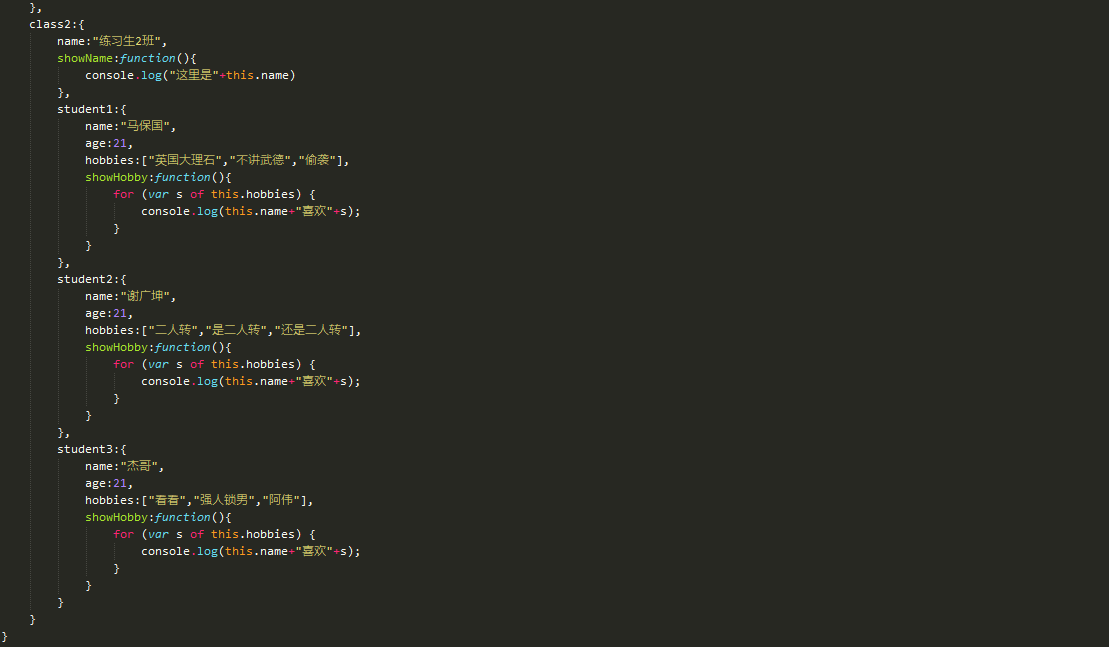 },
class2:{
name:"练习生2班",
showName:function(){
console.log("这里是"+this.name)
},
student1:{
name:"马保国",
age:21,
hobbies:["英国大理石","不讲武德","偷袭"],
showHobby:function(){
for (var s of this.hobbies) {
console.log(this.name+"喜欢"+s);
}
}
},
student2:{
name:"谢广坤",
age:21,
hobbies:["二人转","是二人转","还是二人转"],
showHobby:function(){
for (var s of this.hobbies) {
console.log(this.name+"喜欢"+s);
}
}
},
student3:{
name:"杰哥",
age:21,
hobbies:["看看","强人锁男","阿伟"],
showHobby:function(){
for (var s of this.hobbies) {
console.log(this.name+"喜欢"+s);
}
}
}
}
}